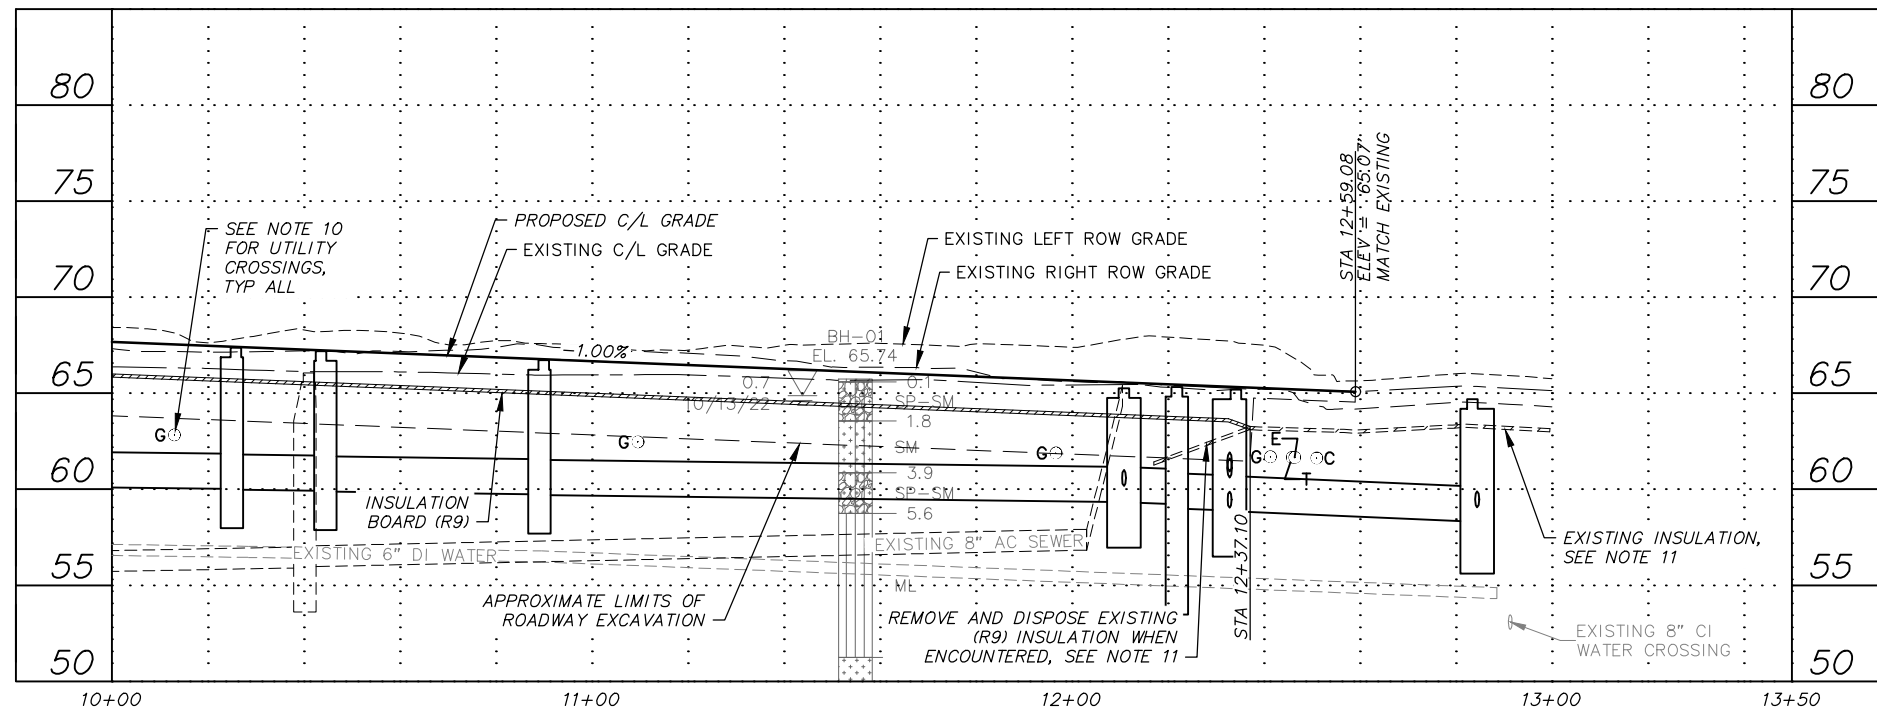 80
80
75
75
70
70
65
65
60
60
55
55
50
50
SEE NOTE 10
FOR UTILITY
CROSSINGS,
TYP ALL
PROPOSED C/L GRADE
EXISTING C/L GRADE
EXISTING LEFT ROW GRADE
EXISTING RIGHT ROW GRADE
STA 12+59.08
ELEV = 65.07'
MATCH EXISTING
1.00%
BH-01
EL. 65.74
0.7
10/13/22
0.1
SP-SM
1.8
SM
3.9
SP-SM
5.6
ML
G
G
G
G
E
T
C
INSULATION
BOARD (R9)
EXISTING 6" DI WATER
EXISTING 8" AC SEWER
APPROXIMATE LIMITS OF
ROADWAY EXCAVATION
REMOVE AND DISPOSE EXISTING
(R9) INSULATION WHEN
ENCOUNTERED, SEE NOTE 11
STA 12+37.10
EXISTING INSULATION,
SEE NOTE 11
EXISTING 8" CI
WATER CROSSING
10+00
11+00
12+00
13+00
13+50